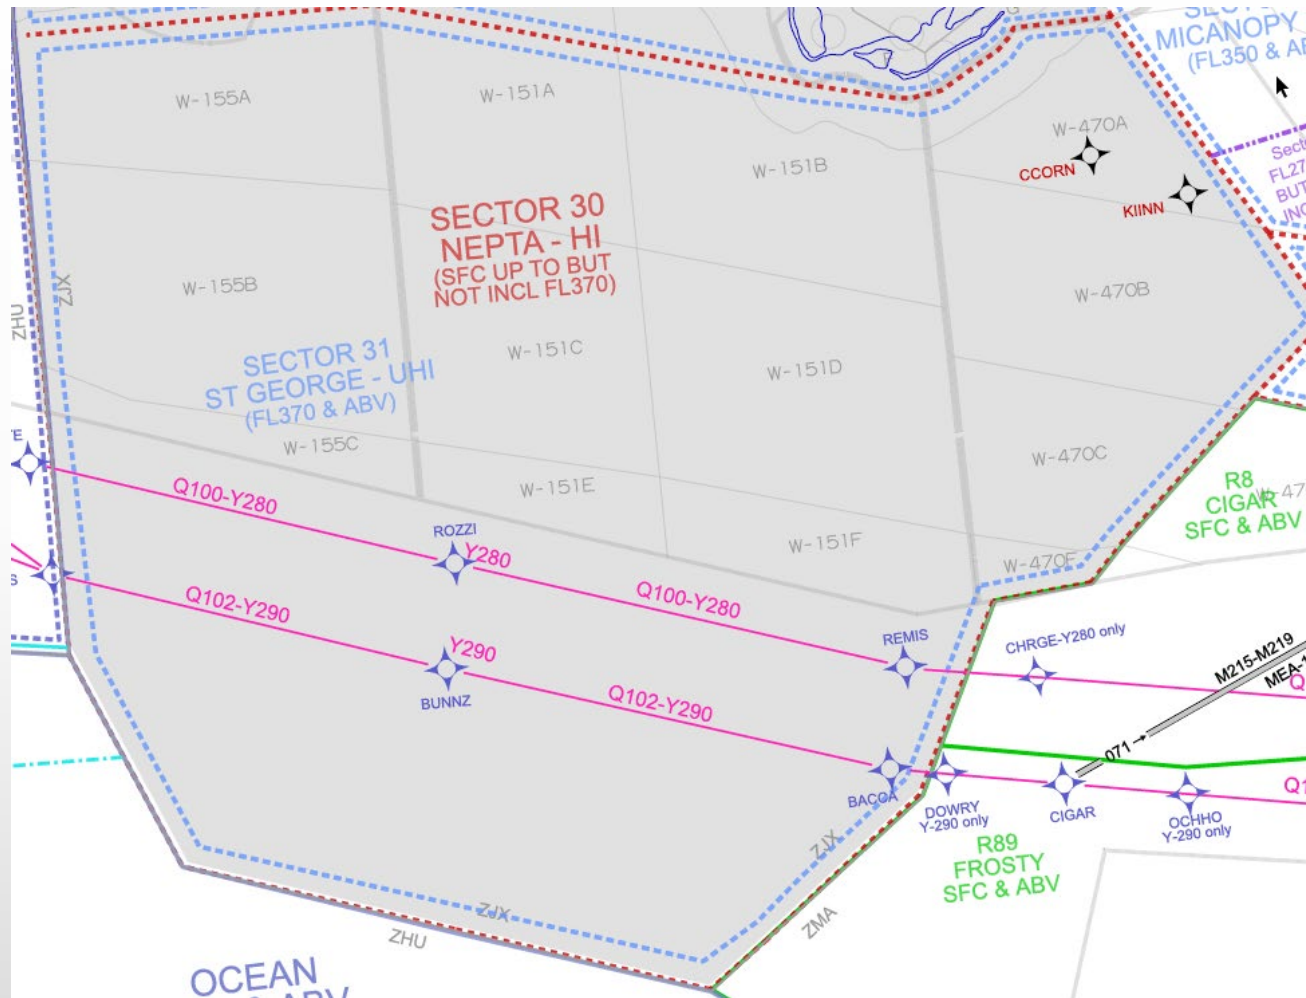 MICANOPY
(FL350 &
W-155A
W-151A
W-151B
W-470A
CCORN
KIINN
SECTOR 30
NEPTA - HI
(SFC UP TO BUT
NOT INCL FL370)
ZJX
ZHU
W-155B
W-470B
SECTOR 31
ST GEORGE - UHI
(FL370 & ABV)
W-151C
W-151D
W-155C
W-151E
W-470C
R8
CIGAR
SFC & ABV
W-47
Q100-Y280
ROZZI
Y280
W-151F
W-470F
Q102-Y290
Q100-Y280
REMIS
CHRGE-Y280 only
M215-M219
MEA-1
Y290
BUNNZ
Q102-Y290
071
BACCA
DOWRY
Y-290 only
CIGAR
OCHHO
Y-290 only
R89
FROSTY
SFC & ABV
ZJX
ZMA
ZJX
ZHU
OCEAN